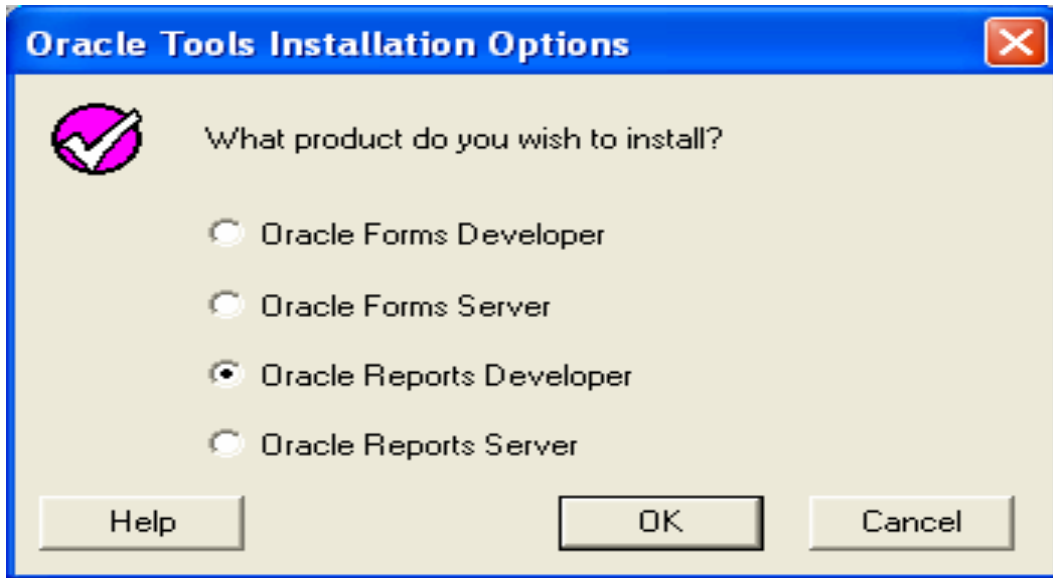 Oracle Tools Installation Options
What product do you wish to install?
Oracle Forms Developer
Oracle Forms Server
Oracle Reports Developer
Oracle Reports Server
Help OK Cancel